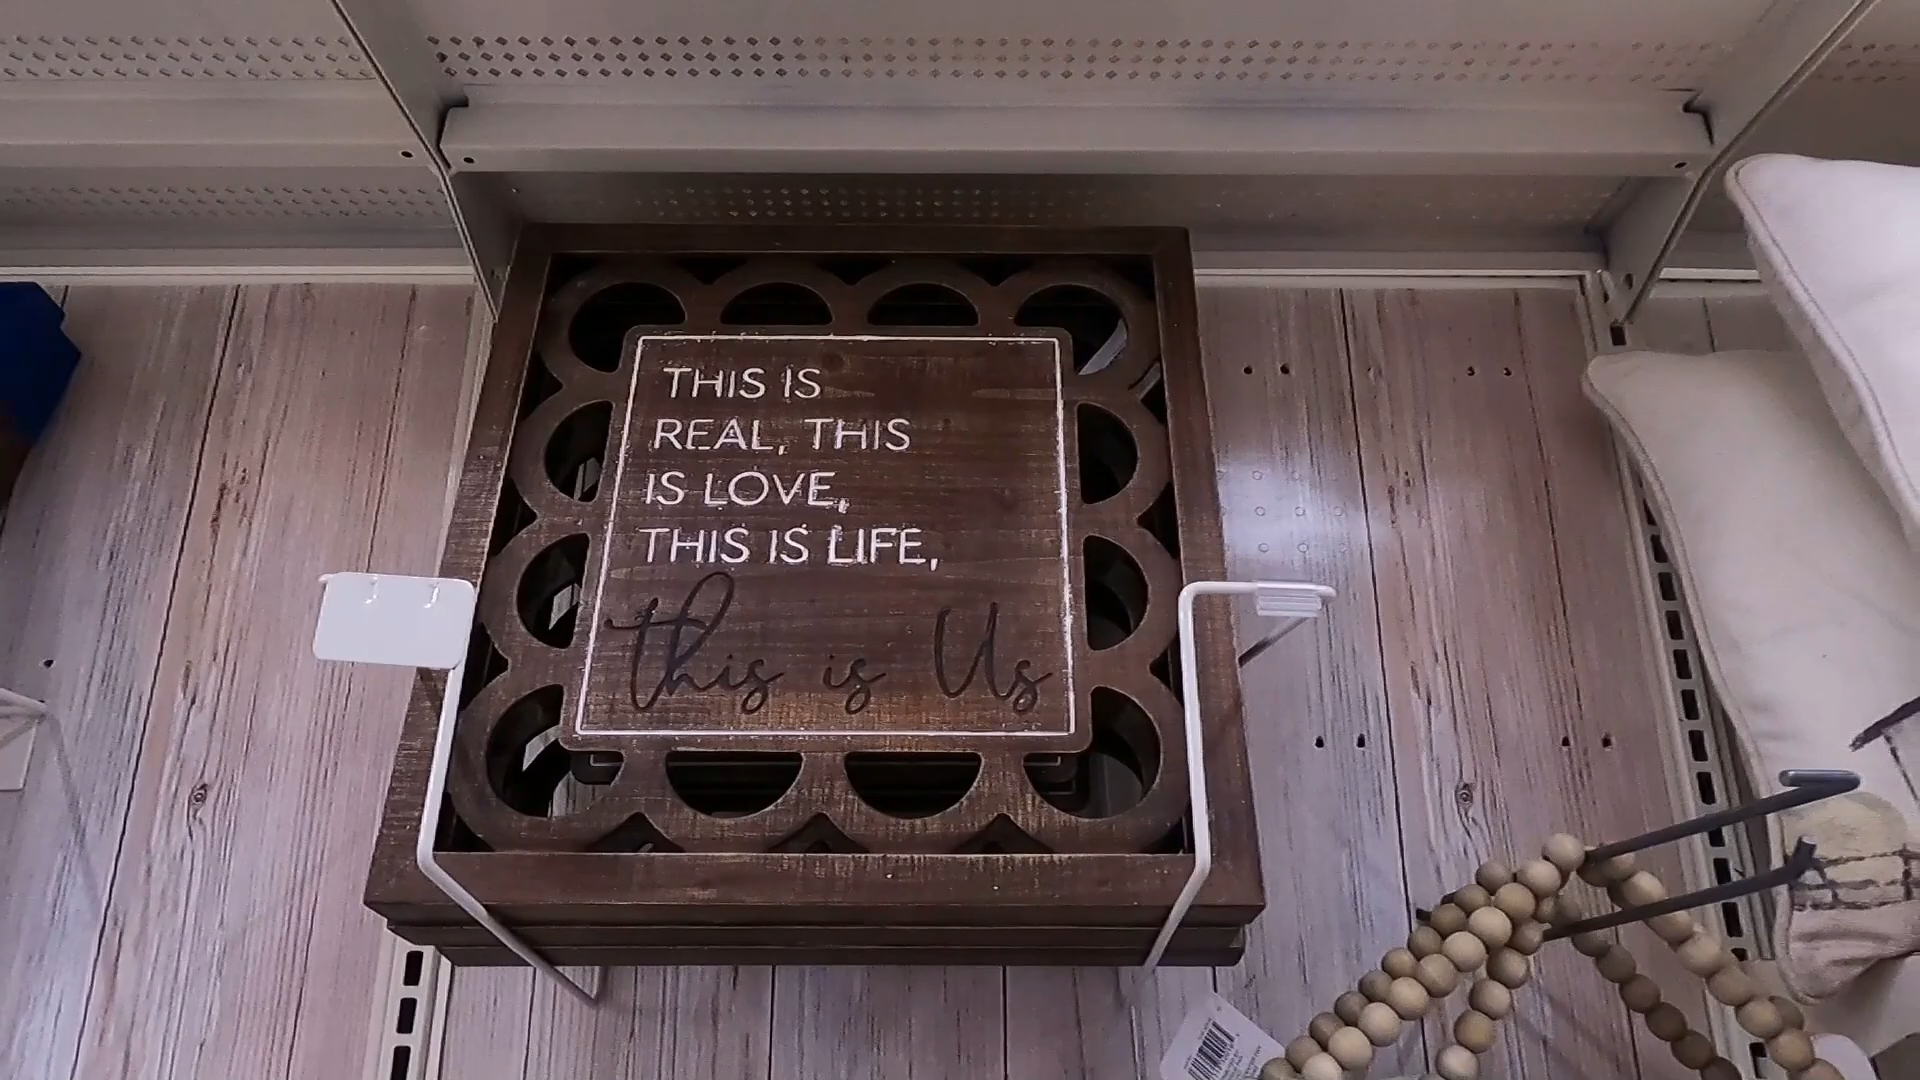 THIS IS
REAL, THIS
IS LOVE,
THIS IS LIFE,
this is Us